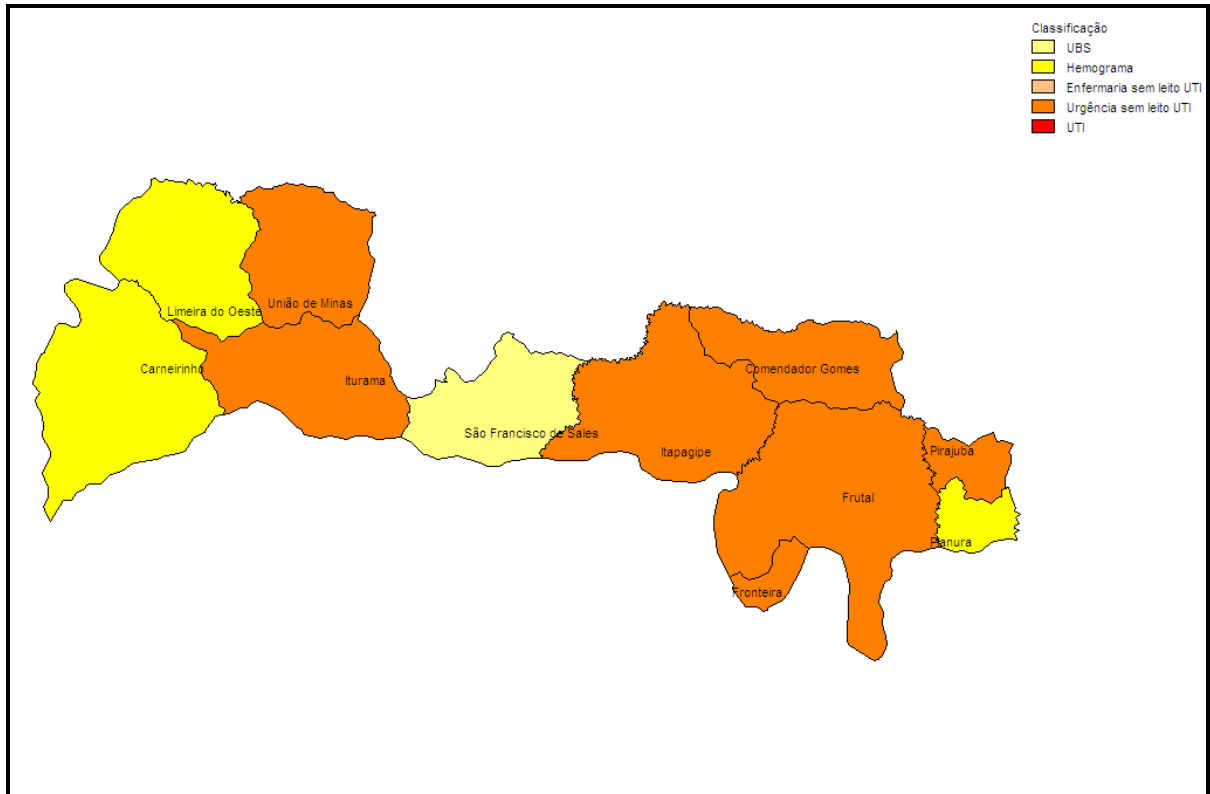 Classificação
UBS
Hemograma
Enfermaria sem leito UTI
Urgência sem leito UTI
UTI
União de Minas
Limeira do Oeste
Carneirinho
Iturama
Comendador Gomes
São Francisco de Sales
Itapagipe
Pirajuba
Frutal
Planura
Fronteira